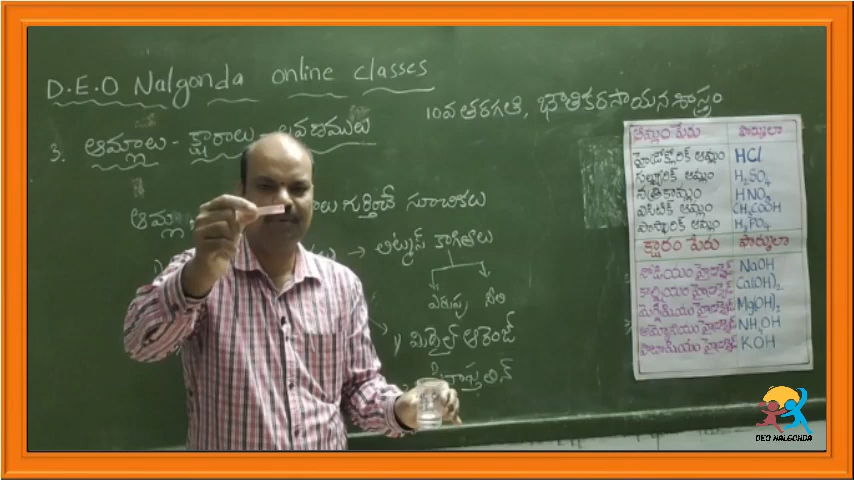 D.E.O Nalgonda online classes
10వ తరగతి, భౌతికరసాయన శాస్త్రం
3. ఆమ్లాలు - క్షారాలు - లవణములు
ఆమ్ల గుర్తించే సూచికలు
→ లిట్మస్ కాగితాలు
ఎరుపు నీలి
మిథైల్ ఆరెంజ్
ఆమ్లం పేరు ఫార్ములా
హైడ్రోక్లోరిక్ ఆమ్లం HCl
సల్ఫ్యూరిక్ ఆమ్లం H₂SO₄
నత్రికామ్లం HNO₃
ఎసిటిక్ ఆమ్లం CH₃COOH
ఫాస్ఫారిక్ ఆమ్లం H₃PO₄
క్షారం పేరు ఫార్ములా
సోడియం హైడ్రాక్సైడ్ NaOH
కాల్షియం హైడ్రాక్సైడ్ Ca(OH)₂
మెగ్నీషియం హైడ్రాక్సైడ్ Mg(OH)₂
అమ్మోనియం హైడ్రాక్సైడ్ NH₄OH
పొటాషియం హైడ్రాక్సైడ్ KOH
DEO NALGONDA